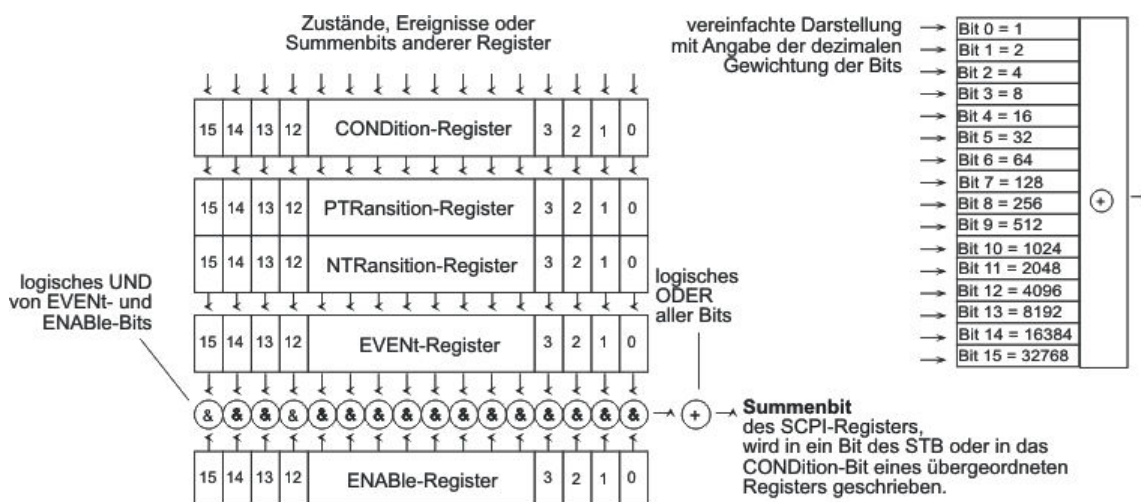 Zustände, Ereignisse oder
Summenbits anderer Register
15 14 13 12 CONDition-Register 3 2 1 0
15 14 13 12 PTRansition-Register 3 2 1 0
15 14 13 12 NTRansition-Register 3 2 1 0
logisches UND
von EVENt- und
ENABle-Bits
logisches
ODER
aller Bits
15 14 13 12 EVENt-Register 3 2 1 0
& & & & & & & & & & & & & & & & +
15 14 13 12 ENABle-Register 3 2 1 0
Summenbit
des SCPI-Registers,
wird in ein Bit des STB oder in das
CONDition-Bit eines übergeordneten
Registers geschrieben.
vereinfachte Darstellung
mit Angabe der dezimalen
Gewichtung der Bits
Bit 0 = 1
Bit 1 = 2
Bit 2 = 4
Bit 3 = 8
Bit 4 = 16
Bit 5 = 32
Bit 6 = 64
Bit 7 = 128
Bit 8 = 256
Bit 9 = 512
Bit 10 = 1024
Bit 11 = 2048
Bit 12 = 4096
Bit 13 = 8192
Bit 14 = 16384
Bit 15 = 32768
+